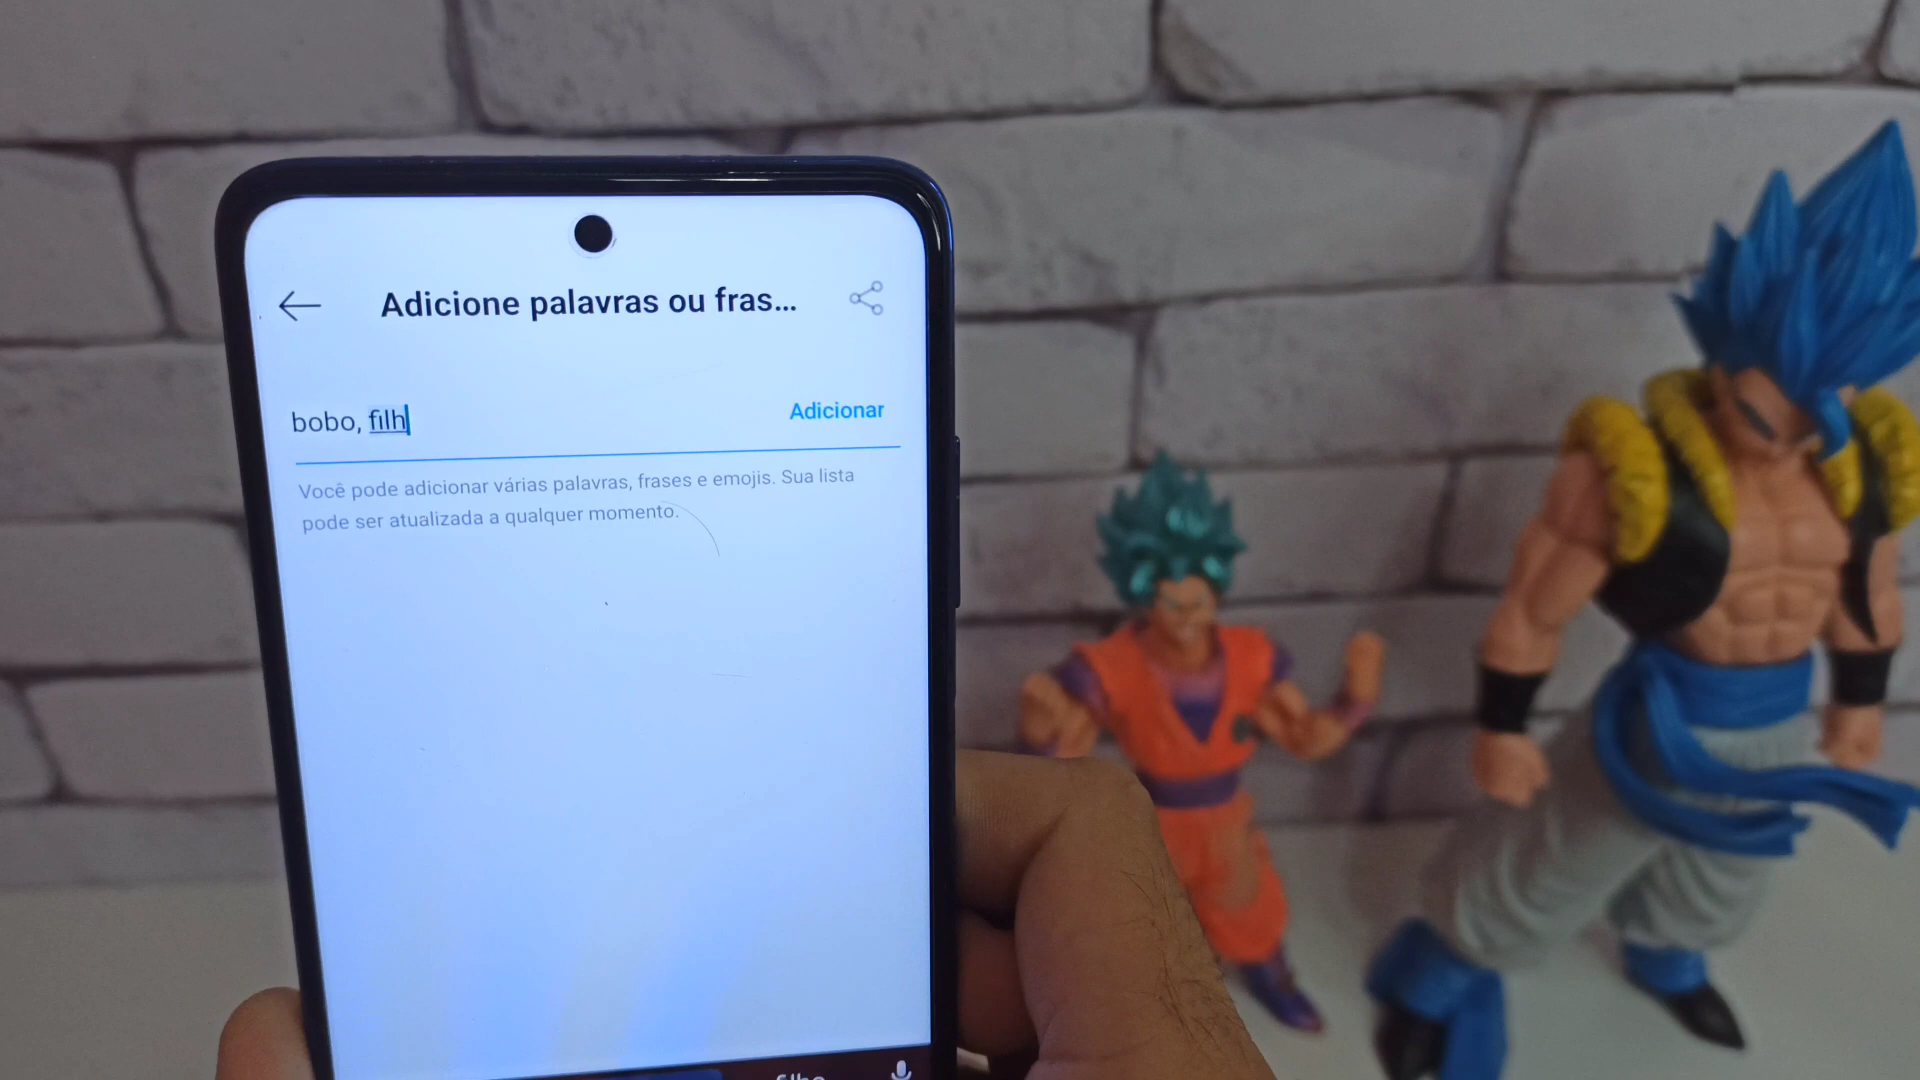 Adicione palavras ou fras...
bobo, filh
Adicionar
Você pode adicionar várias palavras, frases e emojis. Sua lista
pode ser atualizada a qualquer momento.